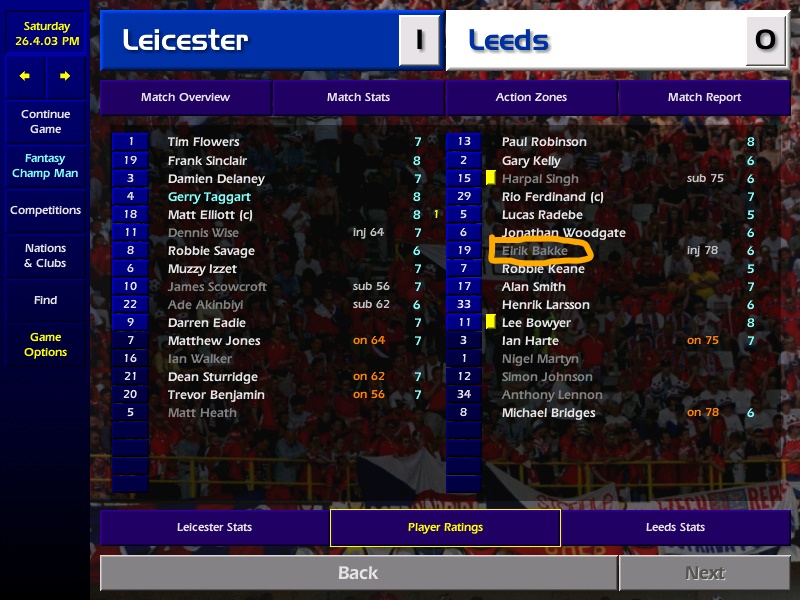 Saturday
26.4.03 PM
Continue
Game
Fantasy
Champ Man
Competitions
Nations
& Clubs
Find
Game
Options
Leicester 1 Leeds 0
Match Overview Match Stats Action Zones Match Report
1 Tim Flowers 7 13 Paul Robinson 8
19 Frank Sinclair 8 2 Gary Kelly 6
3 Damien Delaney 7 15 Harpal Singh sub 75 6
4 Gerry Taggart 8 29 Rio Ferdinand (c) 7
18 Matt Elliott (c) 8 1 5 Lucas Radebe 5
11 Dennis Wise inj 64 7 6 Jonathan Woodgate 6
8 Robbie Savage 6 19 Eirik Bakke inj 78 6
6 Muzzy Izzet 7 7 Robbie Keane 5
10 James Scowcroft sub 56 7 17 Alan Smith 7
22 Ade Akinbiyi sub 62 6 33 Henrik Larsson 6
9 Darren Eadie 7 11 Lee Bowyer 8
7 Matthew Jones on 64 7 3 Ian Harte on 75 7
16 Ian Walker 1 Nigel Martyn
21 Dean Sturridge on 62 7 12 Simon Johnson
20 Trevor Benjamin on 56 7 34 Anthony Lennon
5 Matt Heath 8 Michael Bridges on 78 6
Leicester Stats Player Ratings Leeds Stats
Back Next